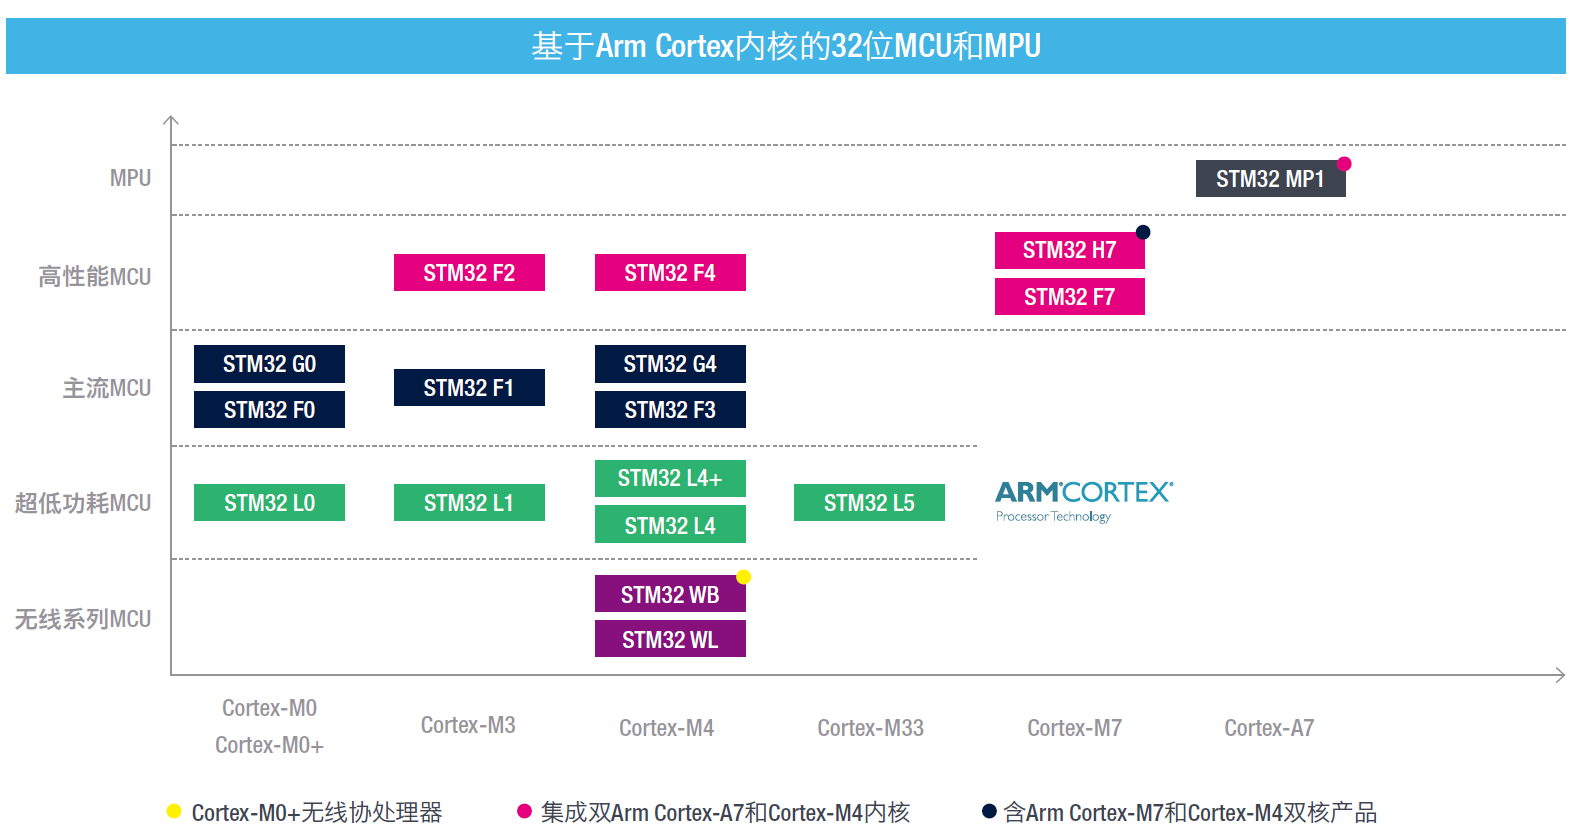 基于Arm Cortex内核的32位MCU和MPU
MPU
STM32 MP1
高性能MCU
STM32 F2
STM32 F4
STM32 H7
STM32 F7
主流MCU
STM32 G0
STM32 F0
STM32 F1
STM32 G4
STM32 F3
超低功耗MCU
STM32 L0
STM32 L1
STM32 L4+
STM32 L4
STM32 L5
ARM®CORTEX®
Processor Technology
无线系列MCU
STM32 WB
STM32 WL
Cortex-M0
Cortex-M0+
Cortex-M3
Cortex-M4
Cortex-M33
Cortex-M7
Cortex-A7
Cortex-M0+无线协处理器
集成双Arm Cortex-A7和Cortex-M4内核
含Arm Cortex-M7和Cortex-M4双核产品